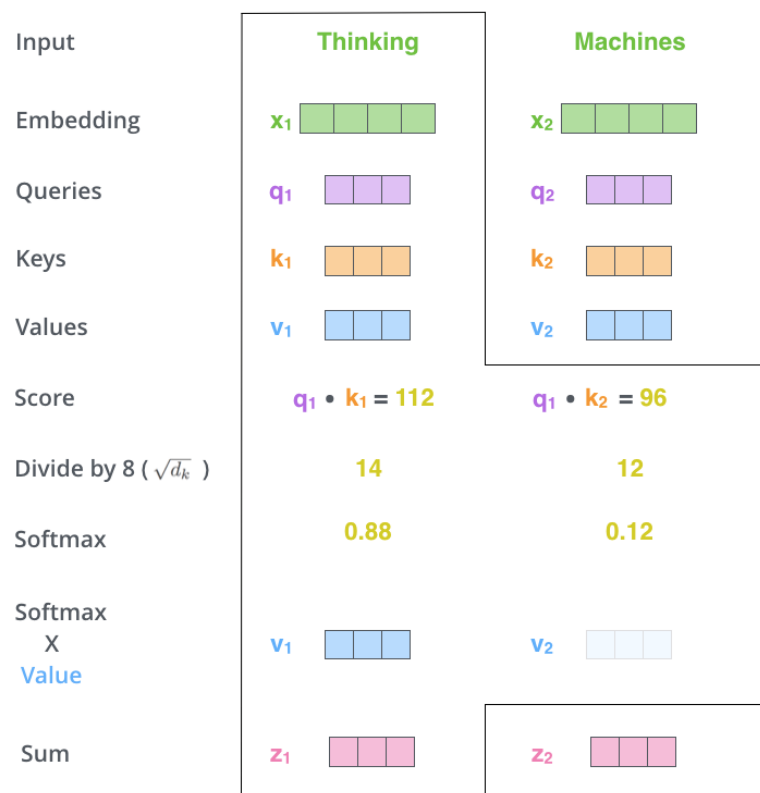 Input Thinking Machines
Embedding x₁ x₂
Queries q₁ q₂
Keys k₁ k₂
Values v₁ v₂
Score q₁ • k₁ = 112 q₁ • k₂ = 96
Divide by 8 ( √dₖ ) 14 12
Softmax 0.88 0.12
Softmax
X
Value v₁ v₂
Sum z₁ z₂